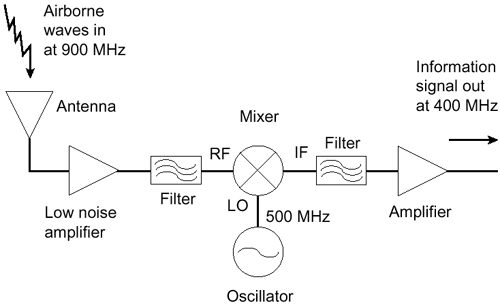 Airborne
waves in
at 900 MHz
Antenna
Low noise
amplifier
Filter
RF
Mixer
LO
500 MHz
Oscillator
IF
Filter
Amplifier
Information
signal out
at 400 MHz